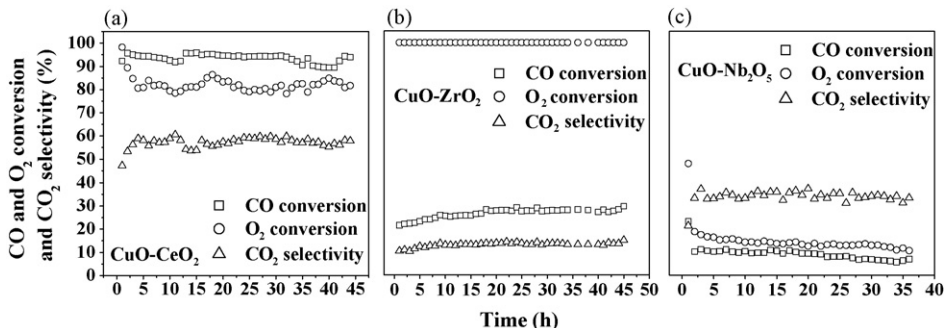 (a)
(b)
(c)
CO and O₂ conversion
and CO₂ selectivity (%)
100
90
80
70
60
50
40
30
20
10
0
CO conversion
O₂ conversion
CO₂ selectivity
CuO-CeO₂
0 5 10 15 20 25 30 35 40 45
CuO-ZrO₂
CO conversion
O₂ conversion
CO₂ selectivity
0 5 10 15 20 25 30 35 40 45 50
CuO-Nb₂O₅
CO conversion
O₂ conversion
CO₂ selectivity
0 5 10 15 20 25 30 35 40
Time (h)